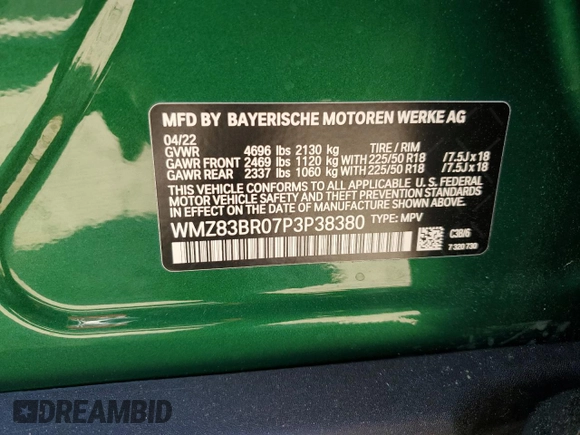 MFD BY BAYERISCHE MOTOREN WERKE AG
04/22
GVWR 4696 lbs 2130 kg TIRE / RIM
GAWR FRONT 2469 lbs 1120 kg WITH 225/50 R18 /7.5J x 18
GAWR REAR 2337 lbs 1060 kg WITH 225/50 R18 /7.5J x 18
THIS VEHICLE CONFORMS TO ALL APPLICABLE U. S. FEDERAL
MOTOR VEHICLE SAFETY AND THEFT PREVENTION STANDARDS
IN EFFECT ON THE DATE OF MANUFACTURE SHOWN ABOVE.
WMZ83BR07P3P38380 TYPE: MPV
C3B/6
7 320 730
DREAMBID
dreambid.com